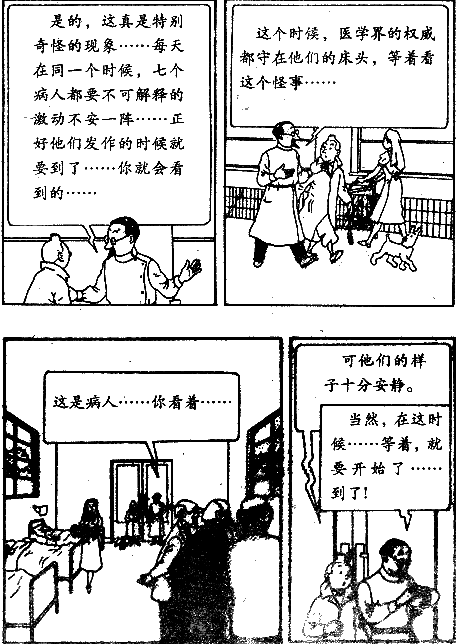 是的，这真是特别
奇怪的现象……每天
在同一个时候，七个
病人都要不可解释的
激动不安一阵……正
好他们发作的时候就
要到了……你就会看
到的……
这个时候，医学界的权威
都守在他们的床头，等着看
这个怪事……
这是病人……你看着……
可他们的样
子十分安静。
当然，在这时
候……等着，就
要开始了……
到了！